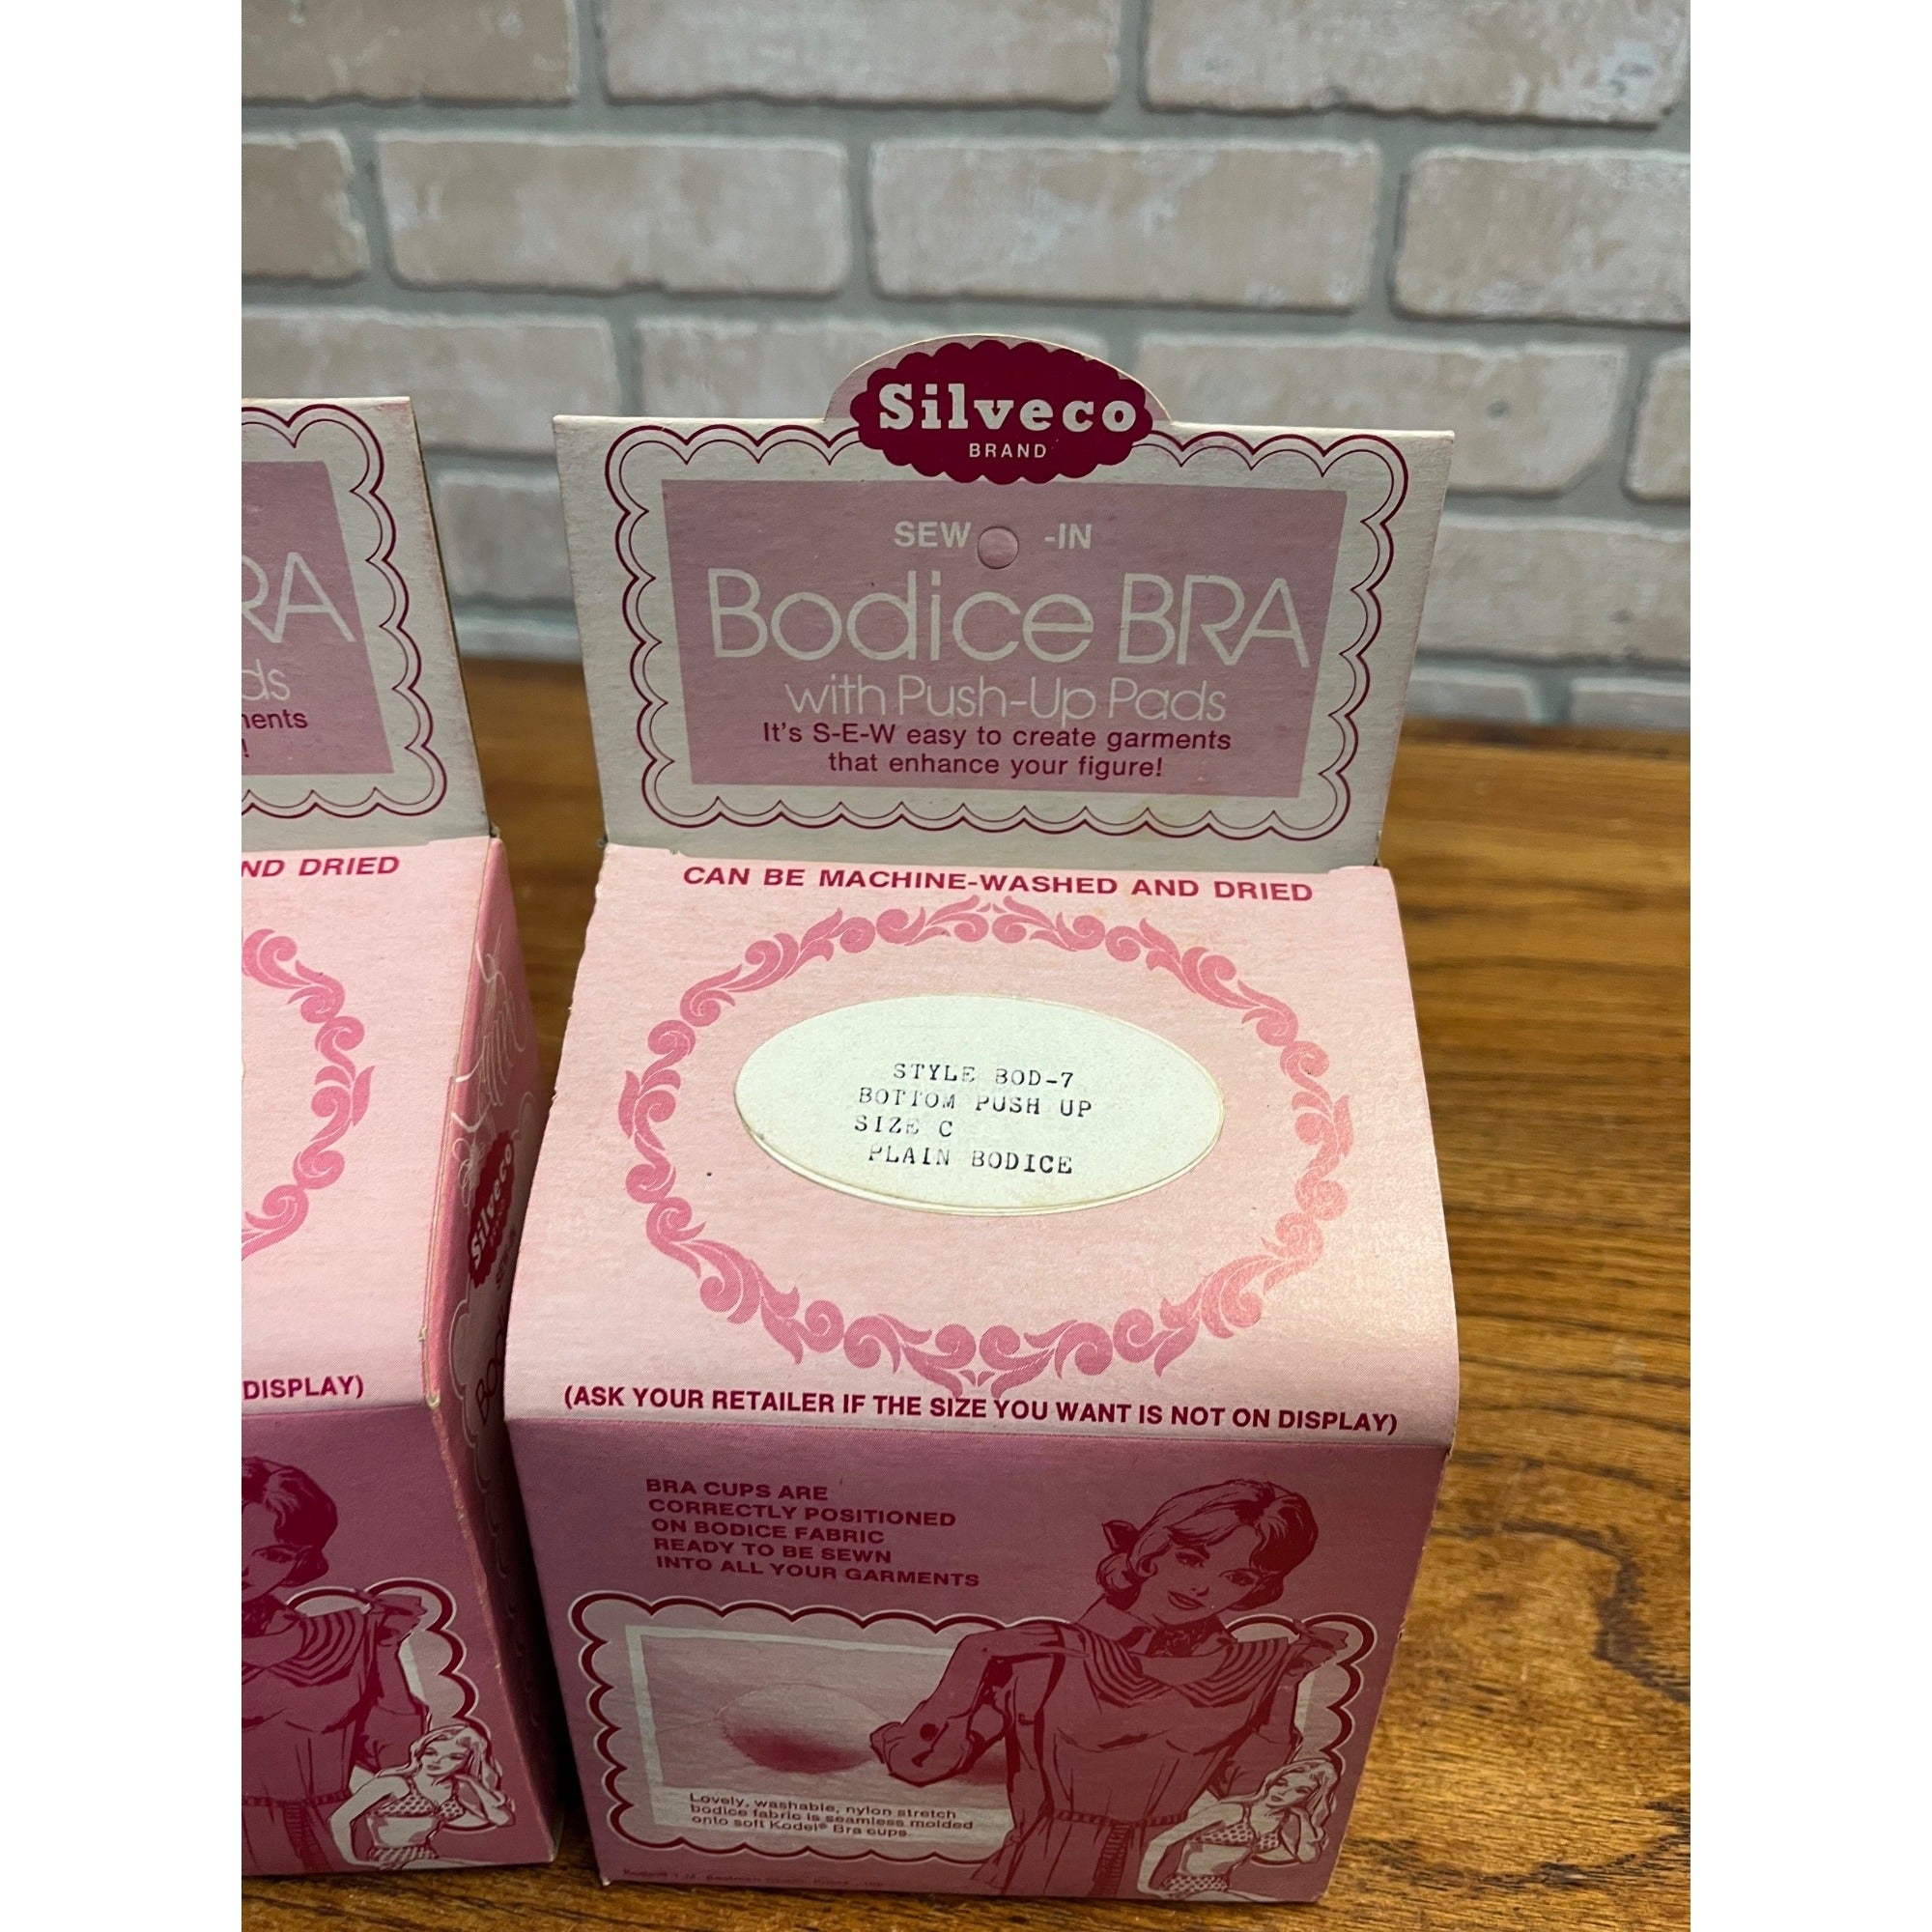 RA
ds
ments
!
ND DRIED
DISPLAY)
Silveco
Silveco
BRAND
SEW -IN
Bodice BRA
with Push-Up Pads
It's S-E-W easy to create garments
that enhance your figure!
CAN BE MACHINE-WASHED AND DRIED
STYLE BOD-7
BOTTOM PUSH UP
SIZE C
PLAIN BODICE
(ASK YOUR RETAILER IF THE SIZE YOU WANT IS NOT ON DISPLAY)
BRA CUPS ARE
CORRECTLY POSITIONED
ON BODICE FABRIC
READY TO BE SEWN
INTO ALL YOUR GARMENTS
Lovely, washable, nylon stretch
bodice fabric is seamless molded
onto soft Kodel® Bra cups.